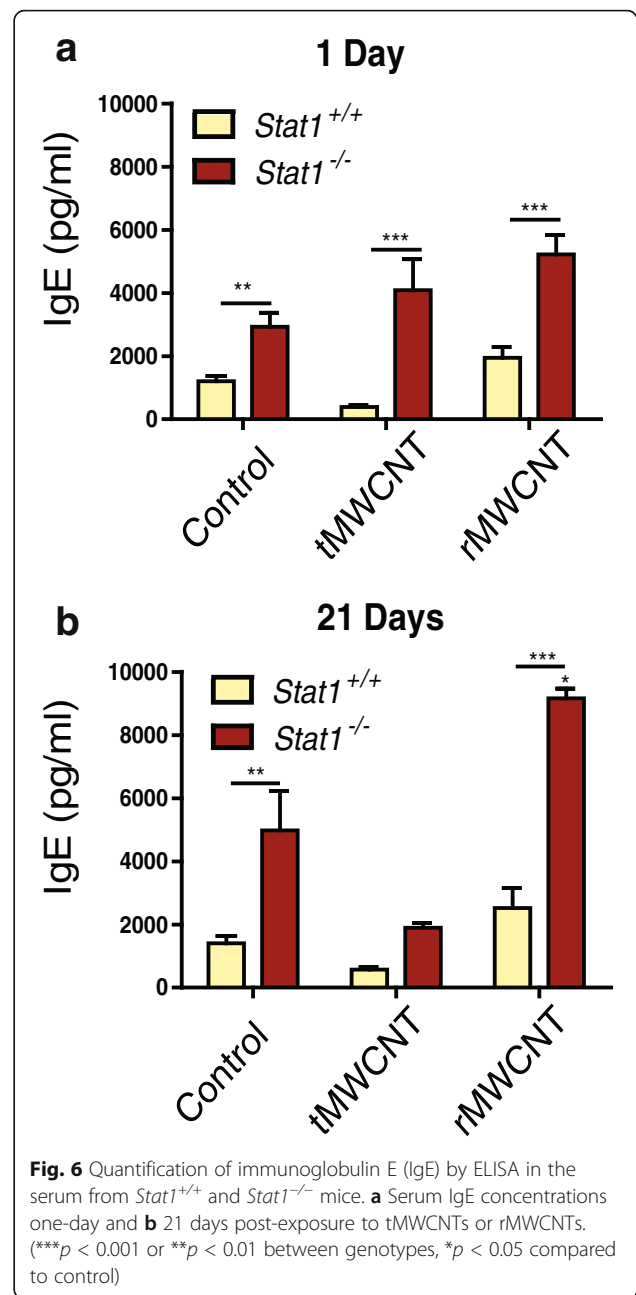 a
1 Day
10000
8000
6000
4000
2000
0
IgE (pg/ml)
Stat1+/+
Stat1-/-
**
***
***
Control
tMWCNT
rMWCNT
b
21 Days
10000
8000
6000
4000
2000
0
IgE (pg/ml)
Stat1+/+
Stat1-/-
**
***
*
Control
tMWCNT
rMWCNT
Fig. 6 Quantification of immunoglobulin E (IgE) by ELISA in the
serum from Stat1+/+ and Stat1−/− mice. a Serum IgE concentrations
one-day and b 21 days post-exposure to tMWCNTs or rMWCNTs.
(***p < 0.001 or **p < 0.01 between genotypes, *p < 0.05 compared
to control)